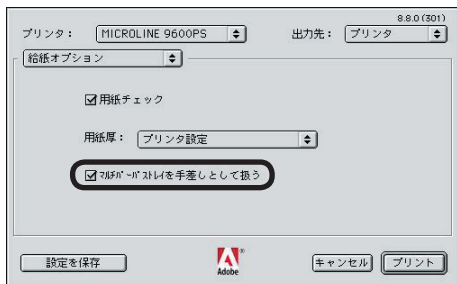 8.8.0 (301)
プリンタ： MICROLINE 9600PS 出力先： プリンタ
給紙オプション
用紙チェック
用紙厚： プリンタ設定
ﾏﾙﾁﾊﾟｰﾊﾟｽﾄﾚｲを手差しとして扱う
設定を保存 Adobe キャンセル プリント